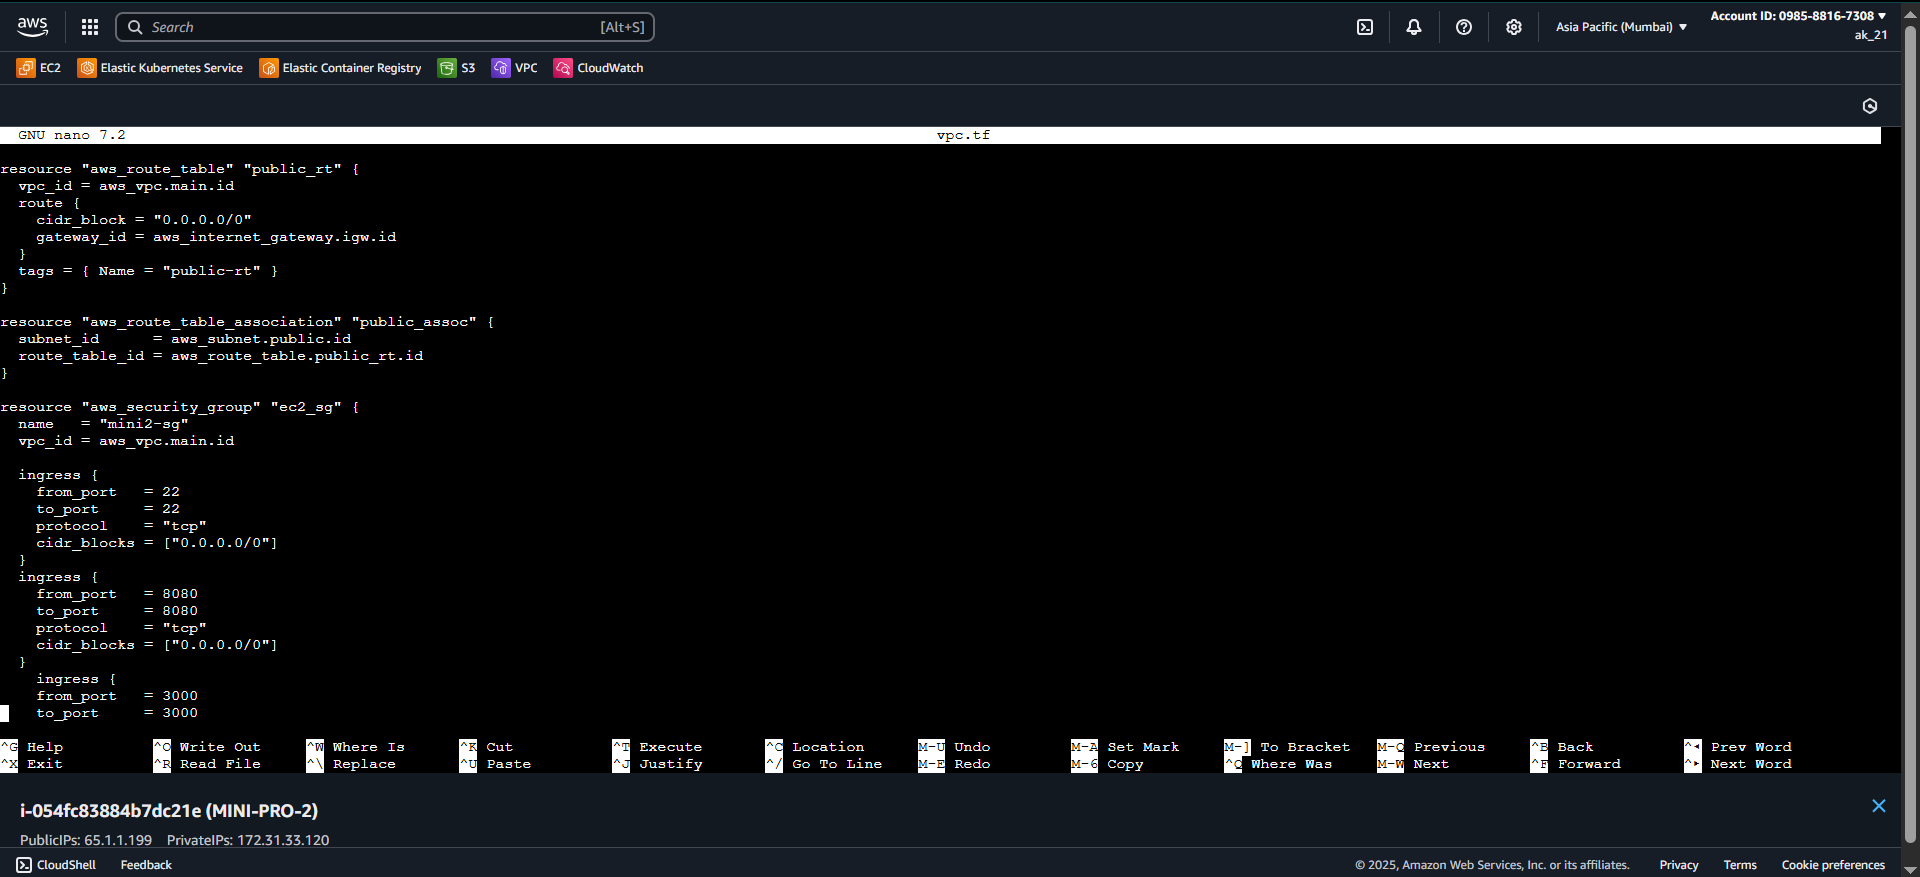 aws
Search [Alt+S]
Asia Pacific (Mumbai)
Account ID: 0985-8816-7308
ak_21
EC2 Elastic Kubernetes Service Elastic Container Registry S3 VPC CloudWatch
GNU nano 7.2 vpc.tf
resource "aws_route_table" "public_rt" {
  vpc_id = aws_vpc.main.id
  route {
    cidr_block = "0.0.0.0/0"
    gateway_id = aws_internet_gateway.igw.id
  }
  tags = { Name = "public-rt" }
}
resource "aws_route_table_association" "public_assoc" {
  subnet_id      = aws_subnet.public.id
  route_table_id = aws_route_table.public_rt.id
}
resource "aws_security_group" "ec2_sg" {
  name   = "mini2-sg"
  vpc_id = aws_vpc.main.id
  ingress {
    from_port   = 22
    to_port     = 22
    protocol    = "tcp"
    cidr_blocks = ["0.0.0.0/0"]
  }
  ingress {
    from_port   = 8080
    to_port     = 8080
    protocol    = "tcp"
    cidr_blocks = ["0.0.0.0/0"]
  }
    ingress {
    from_port   = 3000
    to_port     = 3000
^G Help ^O Write Out ^W Where Is ^K Cut ^T Execute ^C Location M-U Undo M-A Set Mark M-] To Bracket M-Q Previous ^B Back ^◂ Prev Word
^X Exit ^R Read File ^\ Replace ^U Paste ^J Justify ^/ Go To Line M-E Redo M-6 Copy ^Q Where Was M-W Next ^F Forward ^▸ Next Word
i-054fc83884b7dc21e (MINI-PRO-2)
PublicIPs: 65.1.1.199 PrivateIPs: 172.31.33.120
CloudShell Feedback © 2025, Amazon Web Services, Inc. or its affiliates. Privacy Terms Cookie preferences